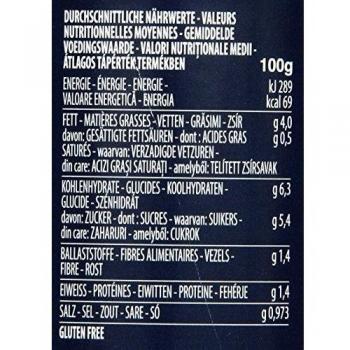 DURCHSCHNITTLICHE NÄHRWERTE - VALEURS
NUTRITIONNELLES MOYENNES - GEMIDDELDE
VOEDINGSWAARDE - VALORI NUTRIȚIONALE MEDII -
ÁTLAGOS TÁPÉRTÉK TERMÉKBEN 100g
ENERGIE - ÉNERGIE - ENERGIE - kJ 289
VALOARE ENERGETICĂ - ENERGIA kcal 69
FETT - MATIÈRES GRASSES - VETTEN - GRĂSIMI - ZSÍR g 4,0
davon: GESÄTTIGTE FETTSÄUREN - dont : ACIDES GRAS g 0,5
SATURÉS - waarvan: VERZADIGDE VETZUREN -
din care: ACIZI GRAȘI SATURAȚI - amelyből: TELÍTETT ZSÍRSAVAK
KOHLENHYDRATE - GLUCIDES - KOOLHYDRATEN - g 6,3
GLUCIDE - SZÉNHIDRÁT
davon: ZUCKER - dont : SUCRES - waarvan: SUIKERS - g 5,4
din care: ZAHARURI - amelyből: CUKROK
BALLASTSTOFFE - FIBRES ALIMENTAIRES - VEZELS - g 1,4
FIBRE - ROST
EIWEISS - PROTÉINES - EIWITTEN - PROTEINE - FEHÉRJE g 1,4
SALZ - SEL - ZOUT - SARE - SÓ g 0,973
GLUTEN FREE